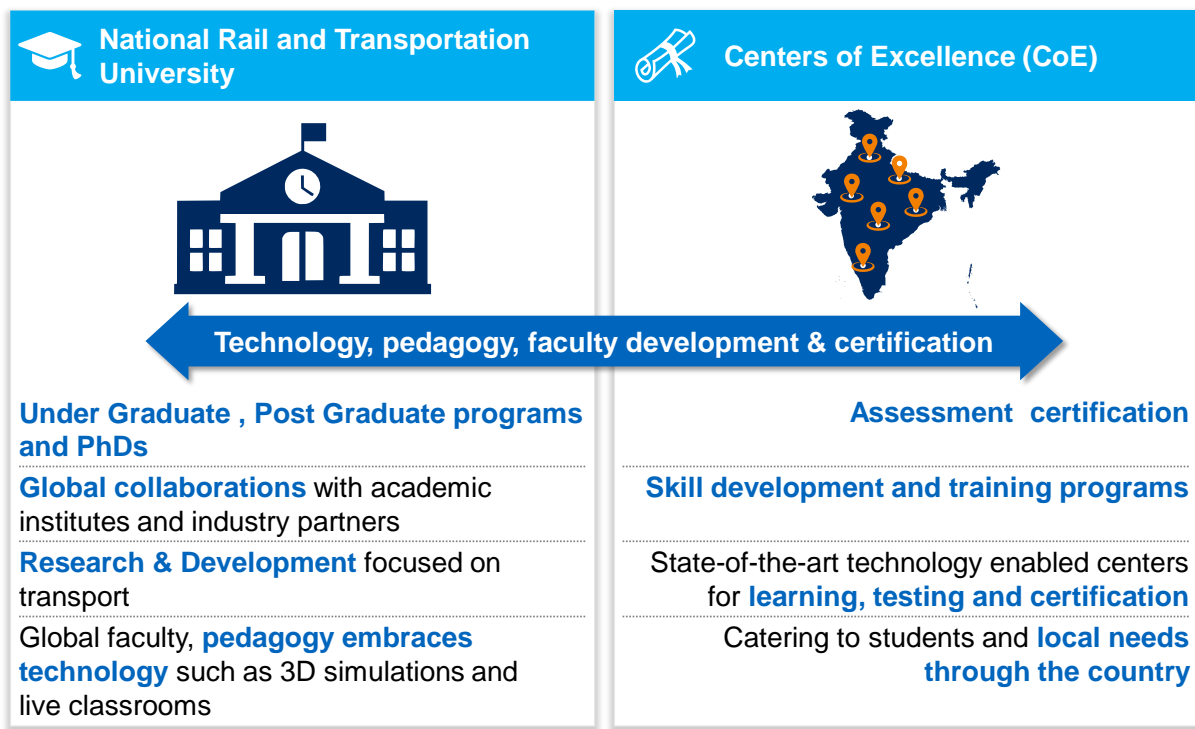 National Rail and Transportation
University
Centers of Excellence (CoE)
Technology, pedagogy, faculty development & certification
Under Graduate , Post Graduate programs
and PhDs
Global collaborations with academic
institutes and industry partners
Research & Development focused on
transport
Global faculty, pedagogy embraces
technology such as 3D simulations and
live classrooms
Assessment  certification
Skill development and training programs
State-of-the-art technology enabled centers
for learning, testing and certification
Catering to students and local needs
through the country